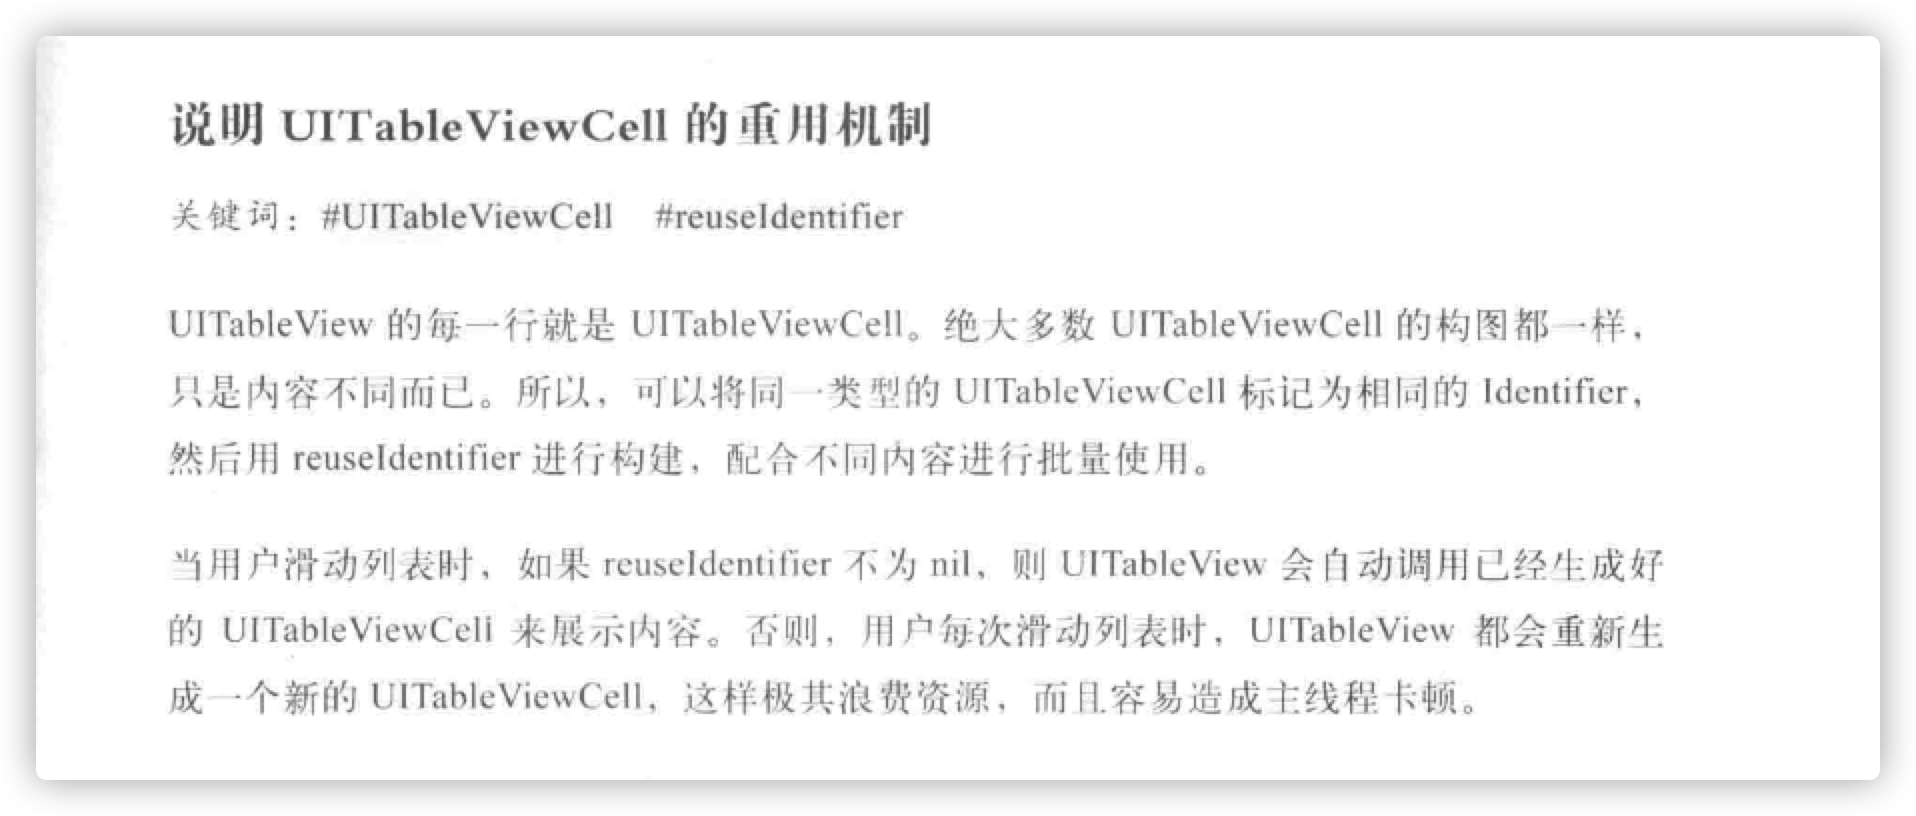 说明 UITableViewCell 的重用机制
关键词：#UITableViewCell #reuseIdentifier
UITableView 的每一行就是 UITableViewCell。绝大多数 UITableViewCell 的构图都一样，
只是内容不同而已。所以，可以将同一类型的 UITableViewCell 标记为相同的 Identifier，
然后用 reuseIdentifier 进行构建，配合不同内容进行批量使用。
当用户滑动列表时，如果 reuseIdentifier 不为 nil，则 UITableView 会自动调用已经生成好
的 UITableViewCell 来展示内容。否则，用户每次滑动列表时，UITableView 都会重新生
成一个新的 UITableViewCell，这样极其浪费资源，而且容易造成主线程卡顿。